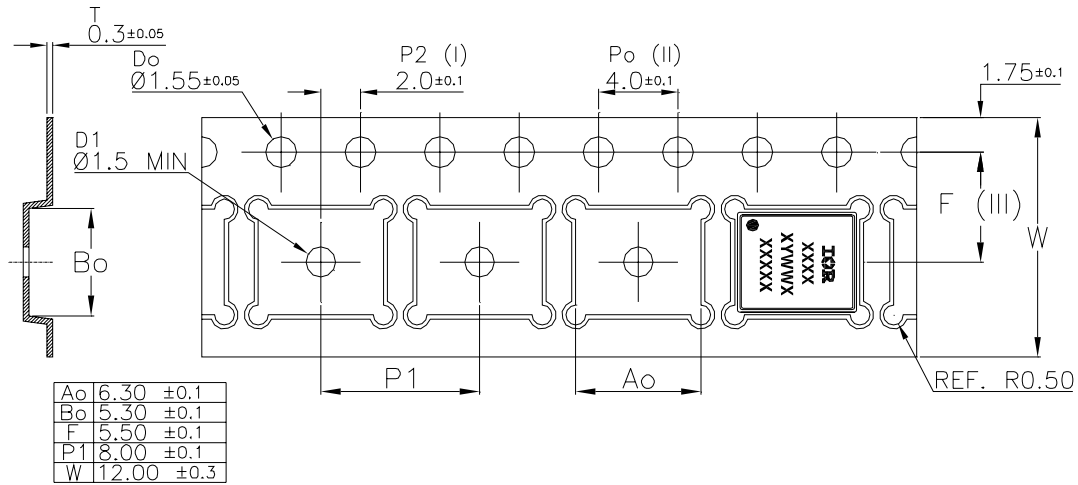 T
0.3±0.05
Do
Ø1.55±0.05
P2 (I)
2.0±0.1
Po (II)
4.0±0.1
1.75±0.1
D1
Ø1.5 MIN
F (III)
W
Bo
IOR
XXXX
XYWWX
XXXXX
P1
Ao
REF. R0.50
Ao 6.30 ±0.1
Bo 5.30 ±0.1
F 5.50 ±0.1
P1 8.00 ±0.1
W 12.00 ±0.3